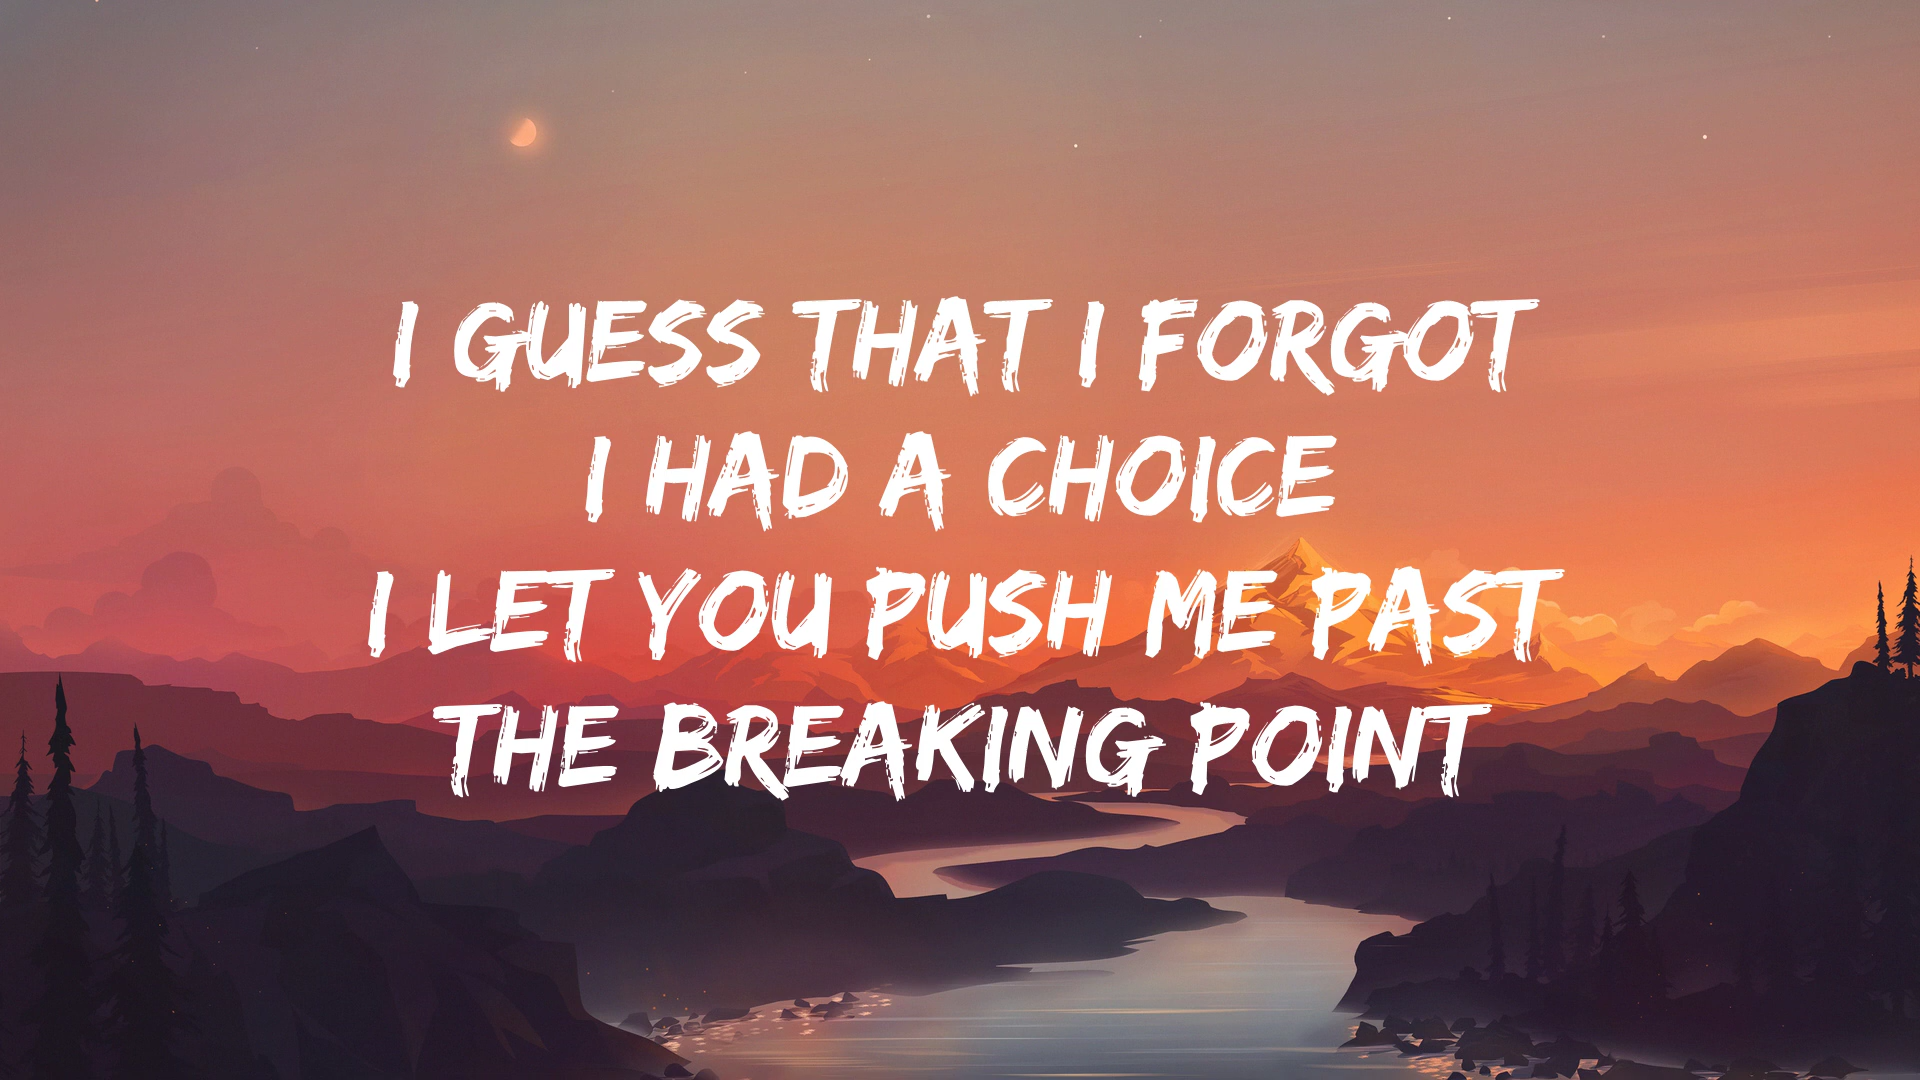 I GUESS THAT I FORGOT
I HAD A CHOICE
I LET YOU PUSH ME PAST
THE BREAKING POINT